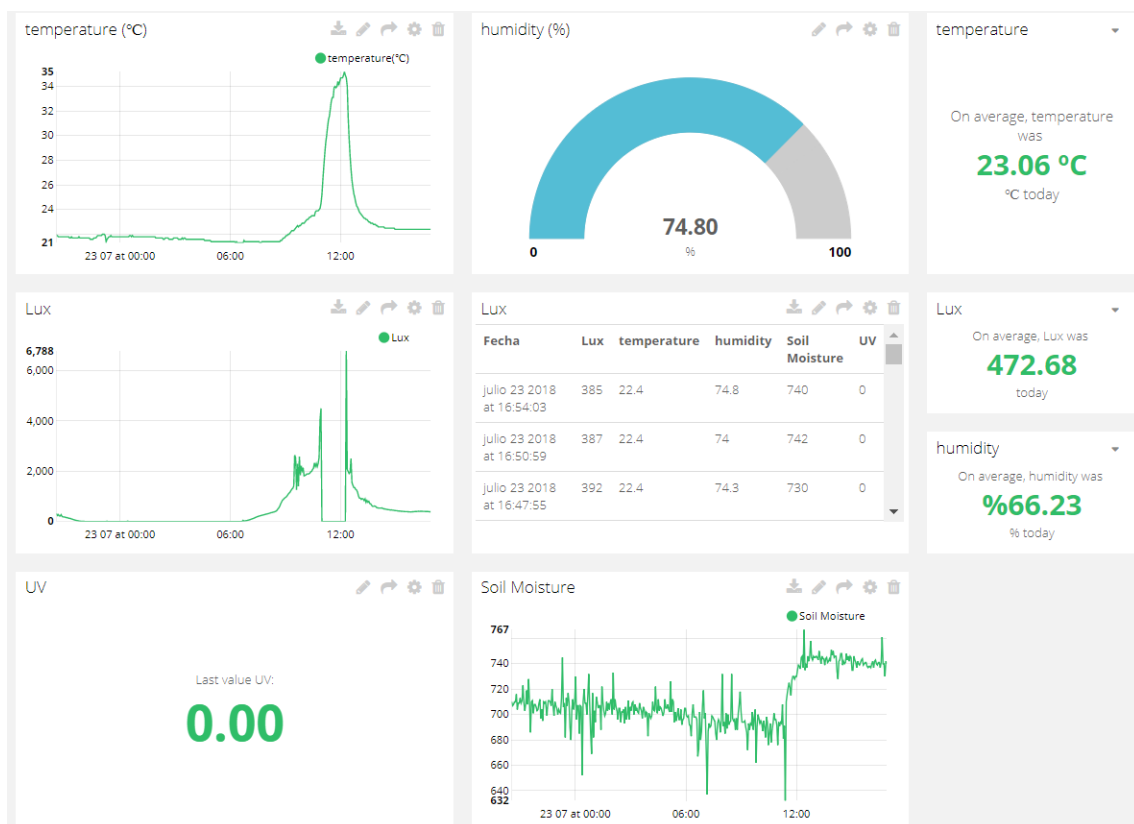 temperature (℃)
temperature(℃)
35
34
32
30
28
26
24
21
23 07 at 00:00
06:00
12:00
humidity (%)
74.80
%
0
100
temperature
On average, temperature
was
23.06 ºC
℃ today
Lux
Lux
6,788
6,000
4,000
2,000
0
23 07 at 00:00
06:00
12:00
Lux
Fecha Lux temperature humidity Soil Moisture UV
julio 23 2018 at 16:54:03 385 22.4 74.8 740 0
julio 23 2018 at 16:50:59 387 22.4 74 742 0
julio 23 2018 at 16:47:55 392 22.4 74.3 730 0
Lux
On average, Lux was
472.68
today
humidity
On average, humidity was
%66.23
% today
UV
Last value UV:
0.00
Soil Moisture
Soil Moisture
767
740
720
700
680
660
640
632
23 07 at 00:00
06:00
12:00